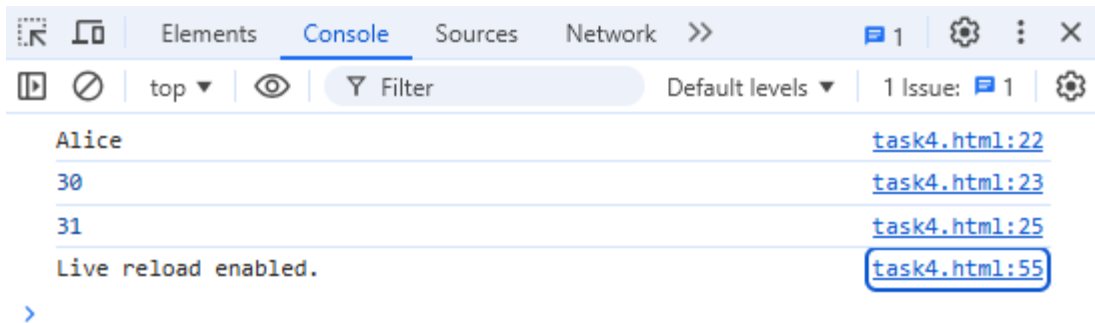 Elements Console Sources Network 1
top Filter Default levels 1 Issue: 1
Alice task4.html:22
30 task4.html:23
31 task4.html:25
Live reload enabled. task4.html:55